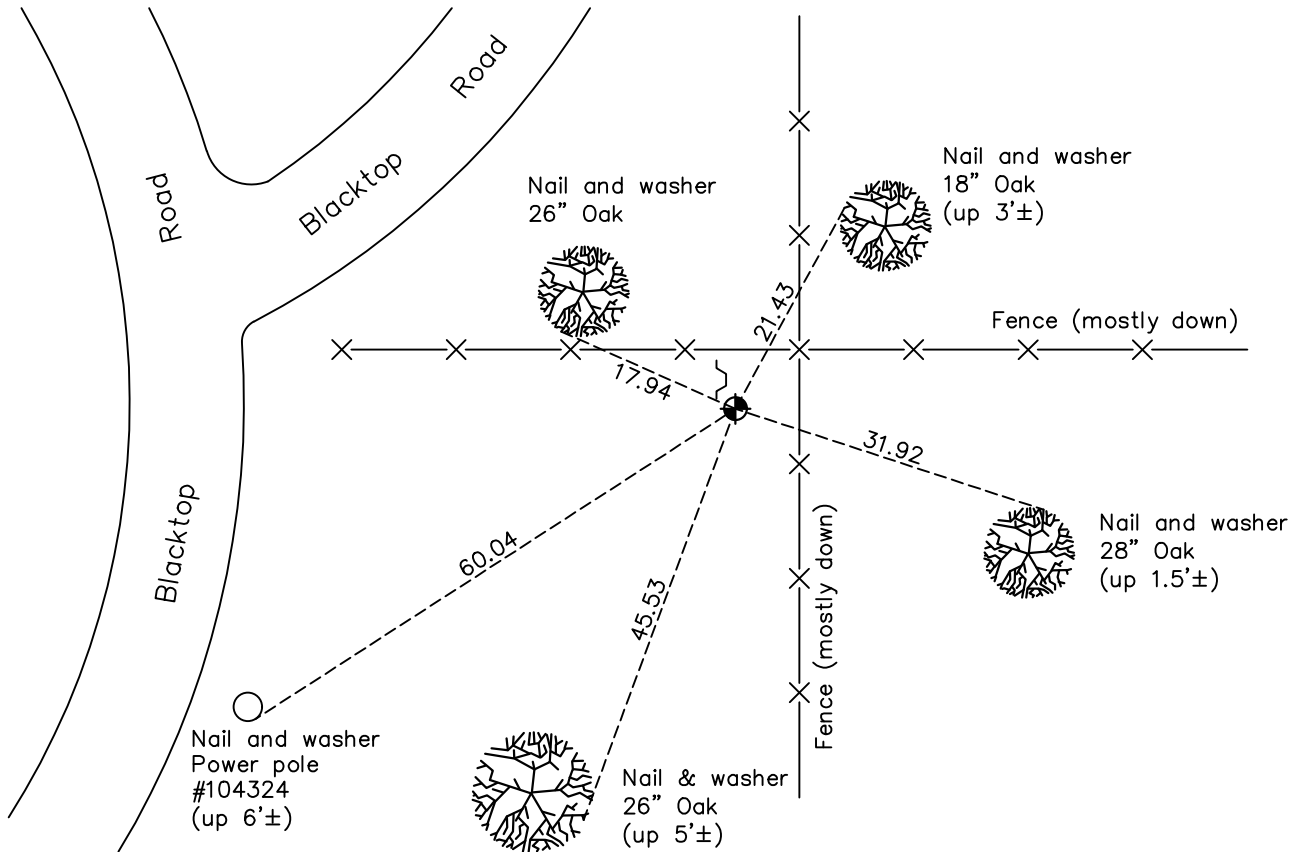 Road
Blacktop
Road
Blacktop
Nail and washer
26" Oak
Nail and washer
18" Oak
(up 3'±)
21.43
Fence (mostly down)
17.94
31.92
60.04
45.53
Fence (mostly down)
Nail and washer
28" Oak
(up 1.5'±)
Nail and washer
Power pole
#104324
(up 6'±)
Nail & washer
26" Oak
(up 5'±)